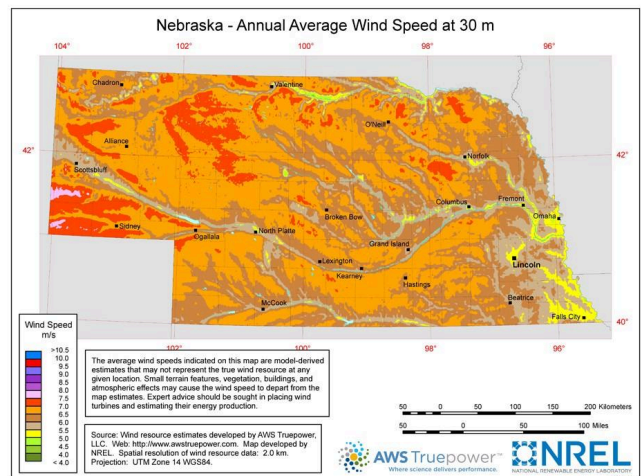 Nebraska - Annual Average Wind Speed at 30 m
104°
102°
100°
98°
96°
Chadron
Valentine
O'Neill
Alliance
42°
42°
Norfolk
Scottsbluff
Columbus
Fremont
Omaha
Broken Bow
Sidney
Ogallala
North Platte
Grand Island
Lexington
Lincoln
Kearney
Hastings
McCook
Beatrice
Falls City
40°
40°
104°
102°
100°
98°
96°
Wind Speed
m/s
>10.5
10.5
10.0
9.5
9.0
8.5
8.0
7.5
7.0
6.5
6.0
5.5
5.0
4.5
4.0
< 4.0
The average wind speeds indicated on this map are model-derived
estimates that may not represent the true wind resource at any
given location. Small terrain features, vegetation, buildings, and
atmospheric effects may cause the wind speed to depart from the
map estimates. Expert advice should be sought in placing wind
turbines and estimating their energy production.
Source: Wind resource estimates developed by AWS Truepower,
LLC. Web: http://www.awstruepower.com. Map developed by
NREL. Spatial resolution of wind resource data: 2.0 km.
Projection: UTM Zone 14 WGS84.
50 0 50 100 150 200 Kilometers
50 0 50 100 Miles
AWS Truepower™
Where science delivers performance.
NREL
NATIONAL RENEWABLE ENERGY LABORATORY